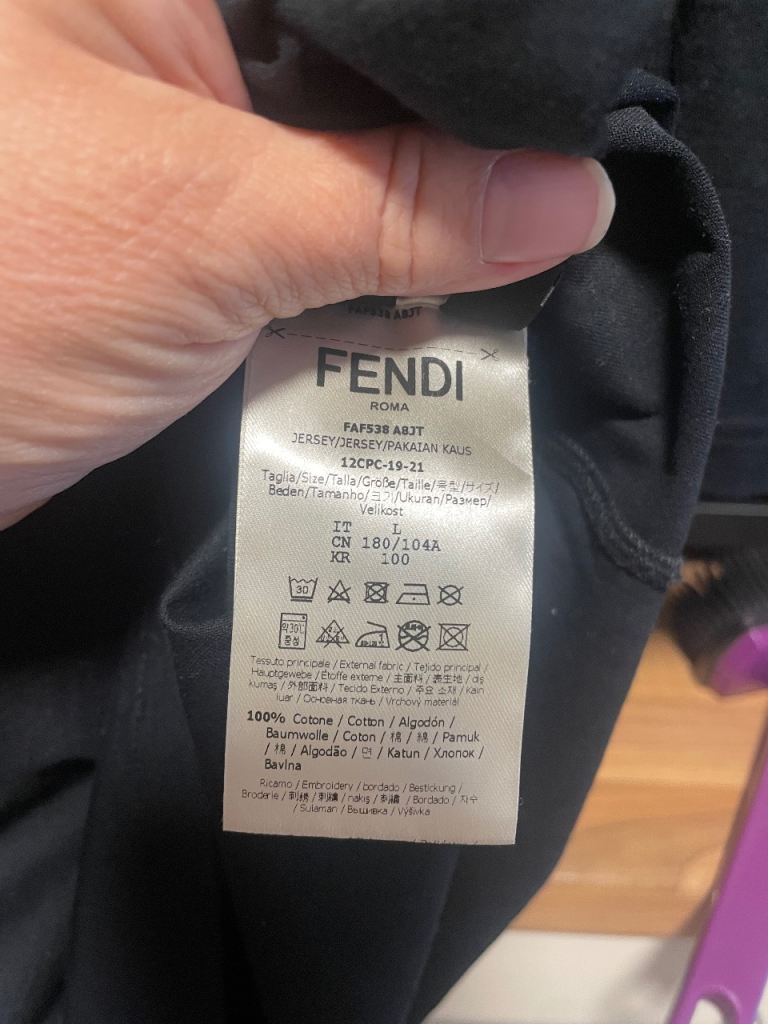 FAF538 A8JT
FENDI
ROMA
FAF538 A8JT
JERSEY/JERSEY/PAKAIAN KAUS
12CPC-19-21
Taglia/Size/Talla/Größe/Taille/型/サイズ/
Beden/Tamanho/크기/Ukuran/Размер/
Velikost
IT L
CN 180/104A
KR 100
30
약30℃
중성
Tessuto principale / External fabric / Tejido principal /
Hauptgewebe / Étoffe externe / 主面料 / 表生地 / dış
kumaş / 外部面料 / Tecido Externo / 주요 소재 / Kain
luar / Основная ткань / Vrchový materiál
100% Cotone / Cotton / Algodón /
Baumwolle / Coton / 棉 / 綿 / Pamuk
/ 棉 / Algodão / 면 / Katun / Хлопок /
Bavlna
Ricamo / Embroidery / bordado / Bestickung /
Broderie / 刺绣 / 刺繍 / nakış / 刺繡 / Bordado / 자수
/ Sulaman / Вышивка / Výšivka